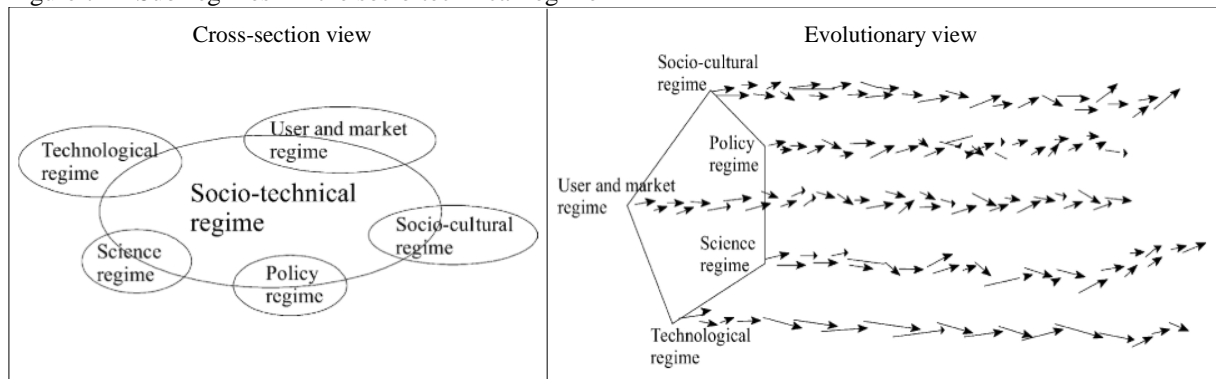 Cross-section view
User and market
regime
Technological
regime
Socio-technical
regime
Socio-cultural
regime
Science
regime
Policy
regime
Evolutionary view
Socio-cultural
regime
Policy
regime
User and market
regime
Science
regime
Technological
regime